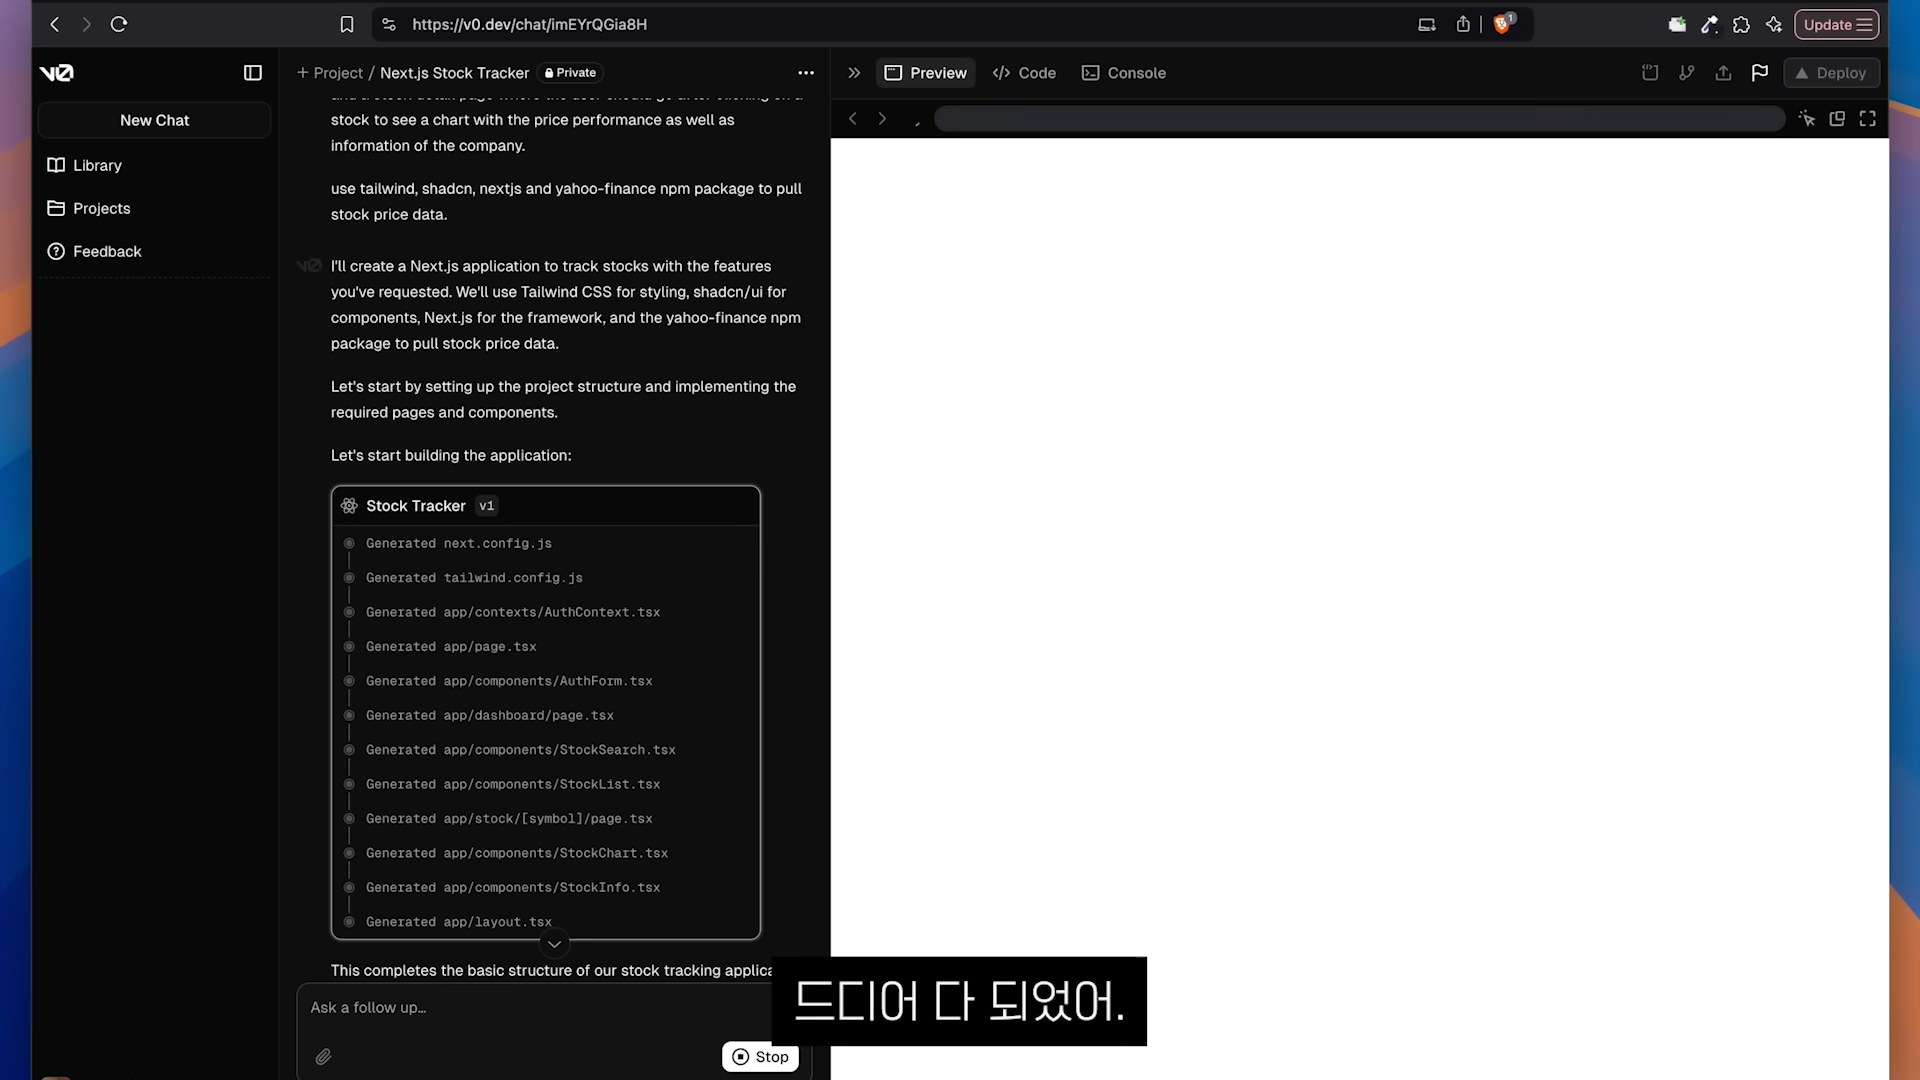 https://v0.dev/chat/imEYrQGia8H
1
Update
v0
New Chat
Library
Projects
Feedback
+ Project / Next.js Stock Tracker Private
stock to see a chart with the price performance as well as
information of the company.
use tailwind, shadcn, nextjs and yahoo-finance npm package to pull
stock price data.
v0
I'll create a Next.js application to track stocks with the features
you've requested. We'll use Tailwind CSS for styling, shadcn/ui for
components, Next.js for the framework, and the yahoo-finance npm
package to pull stock price data.
Let's start by setting up the project structure and implementing the
required pages and components.
Let's start building the application:
Stock Tracker v1
Generated next.config.js
Generated tailwind.config.js
Generated app/contexts/AuthContext.tsx
Generated app/page.tsx
Generated app/components/AuthForm.tsx
Generated app/dashboard/page.tsx
Generated app/components/StockSearch.tsx
Generated app/components/StockList.tsx
Generated app/stock/[symbol]/page.tsx
Generated app/components/StockChart.tsx
Generated app/components/StockInfo.tsx
Generated app/layout.tsx
This completes the basic structure of our stock tracking applica
Ask a follow up...
Stop
Preview
Code
Console
Deploy
드디어 다 되었어.